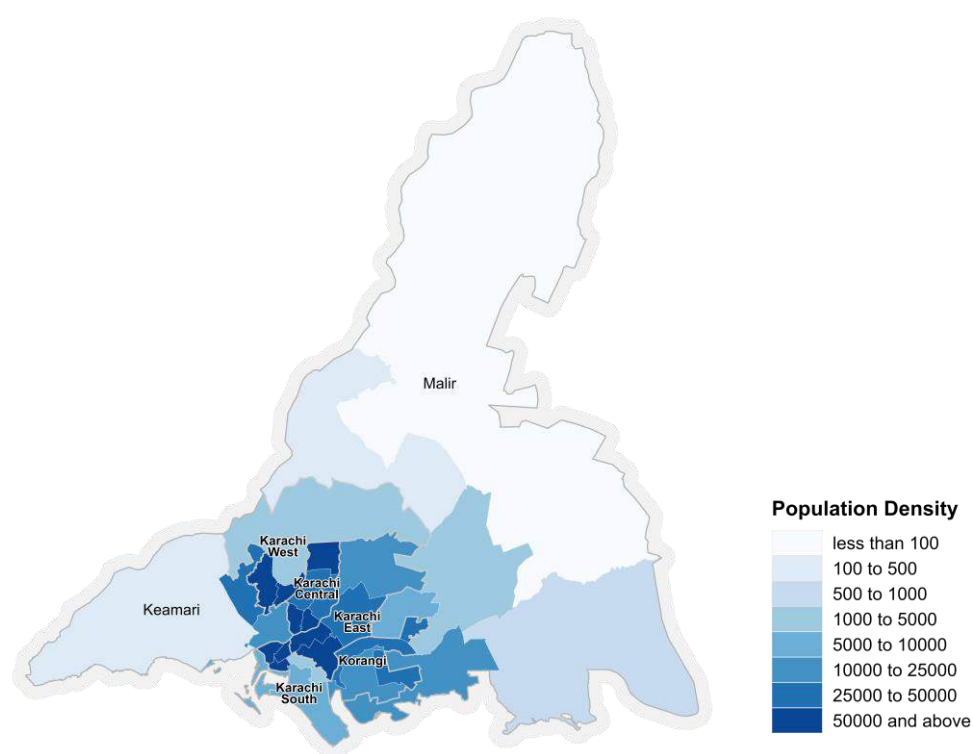 Malir
Karachi
West
Karachi
Central
Keamari
Karachi
East
Korangi
Karachi
South
Population Density
less than 100
100 to 500
500 to 1000
1000 to 5000
5000 to 10000
10000 to 25000
25000 to 50000
50000 and above